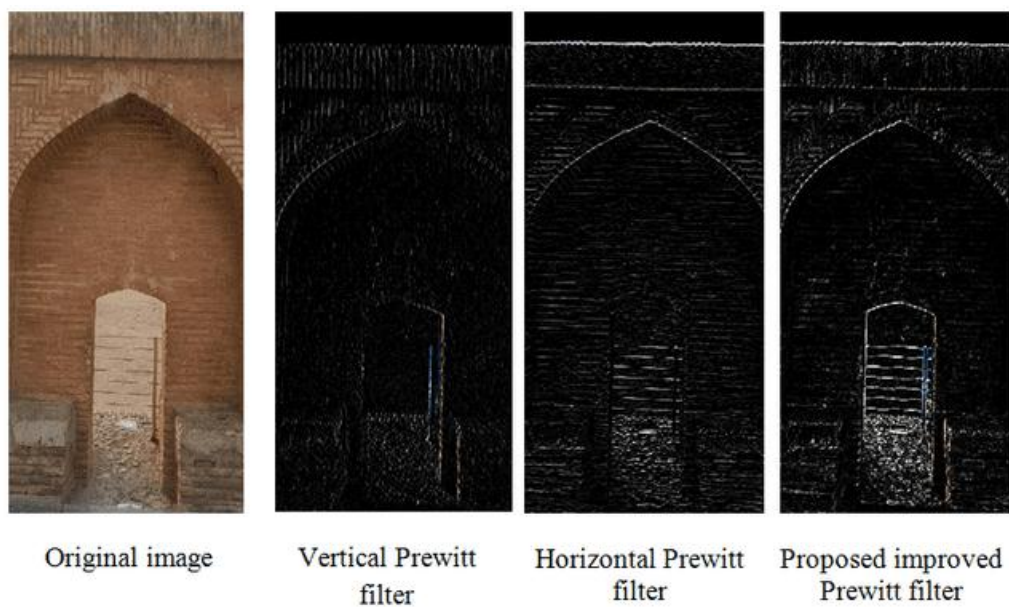 Original image
Vertical Prewitt
filter
Horizontal Prewitt
filter
Proposed improved
Prewitt filter